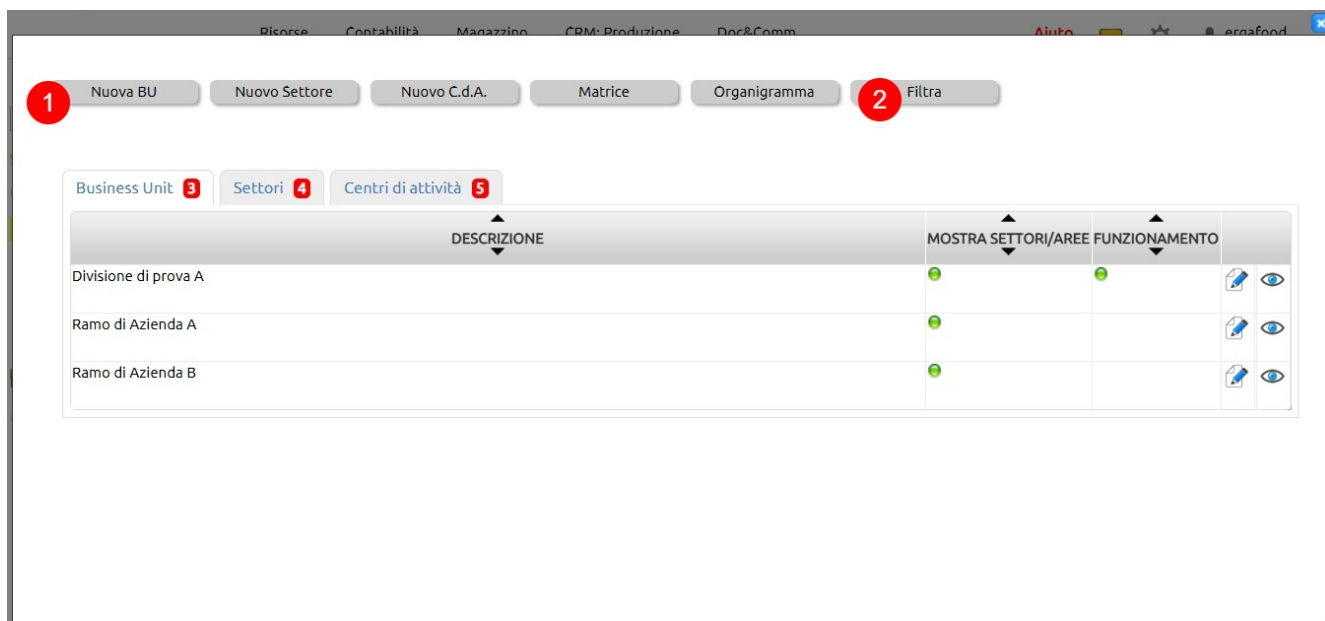 Risorse Contabilità Magazzino CRM: Produzione Doc&Comm Aiuto ergafood
1 Nuova BU Nuovo Settore Nuovo C.d.A. Matrice Organigramma 2 Filtra
Business Unit 3 Settori 4 Centri di attività 5
DESCRIZIONE MOSTRA SETTORI/AREE FUNZIONAMENTO
Divisione di prova A
Ramo di Azienda A
Ramo di Azienda B